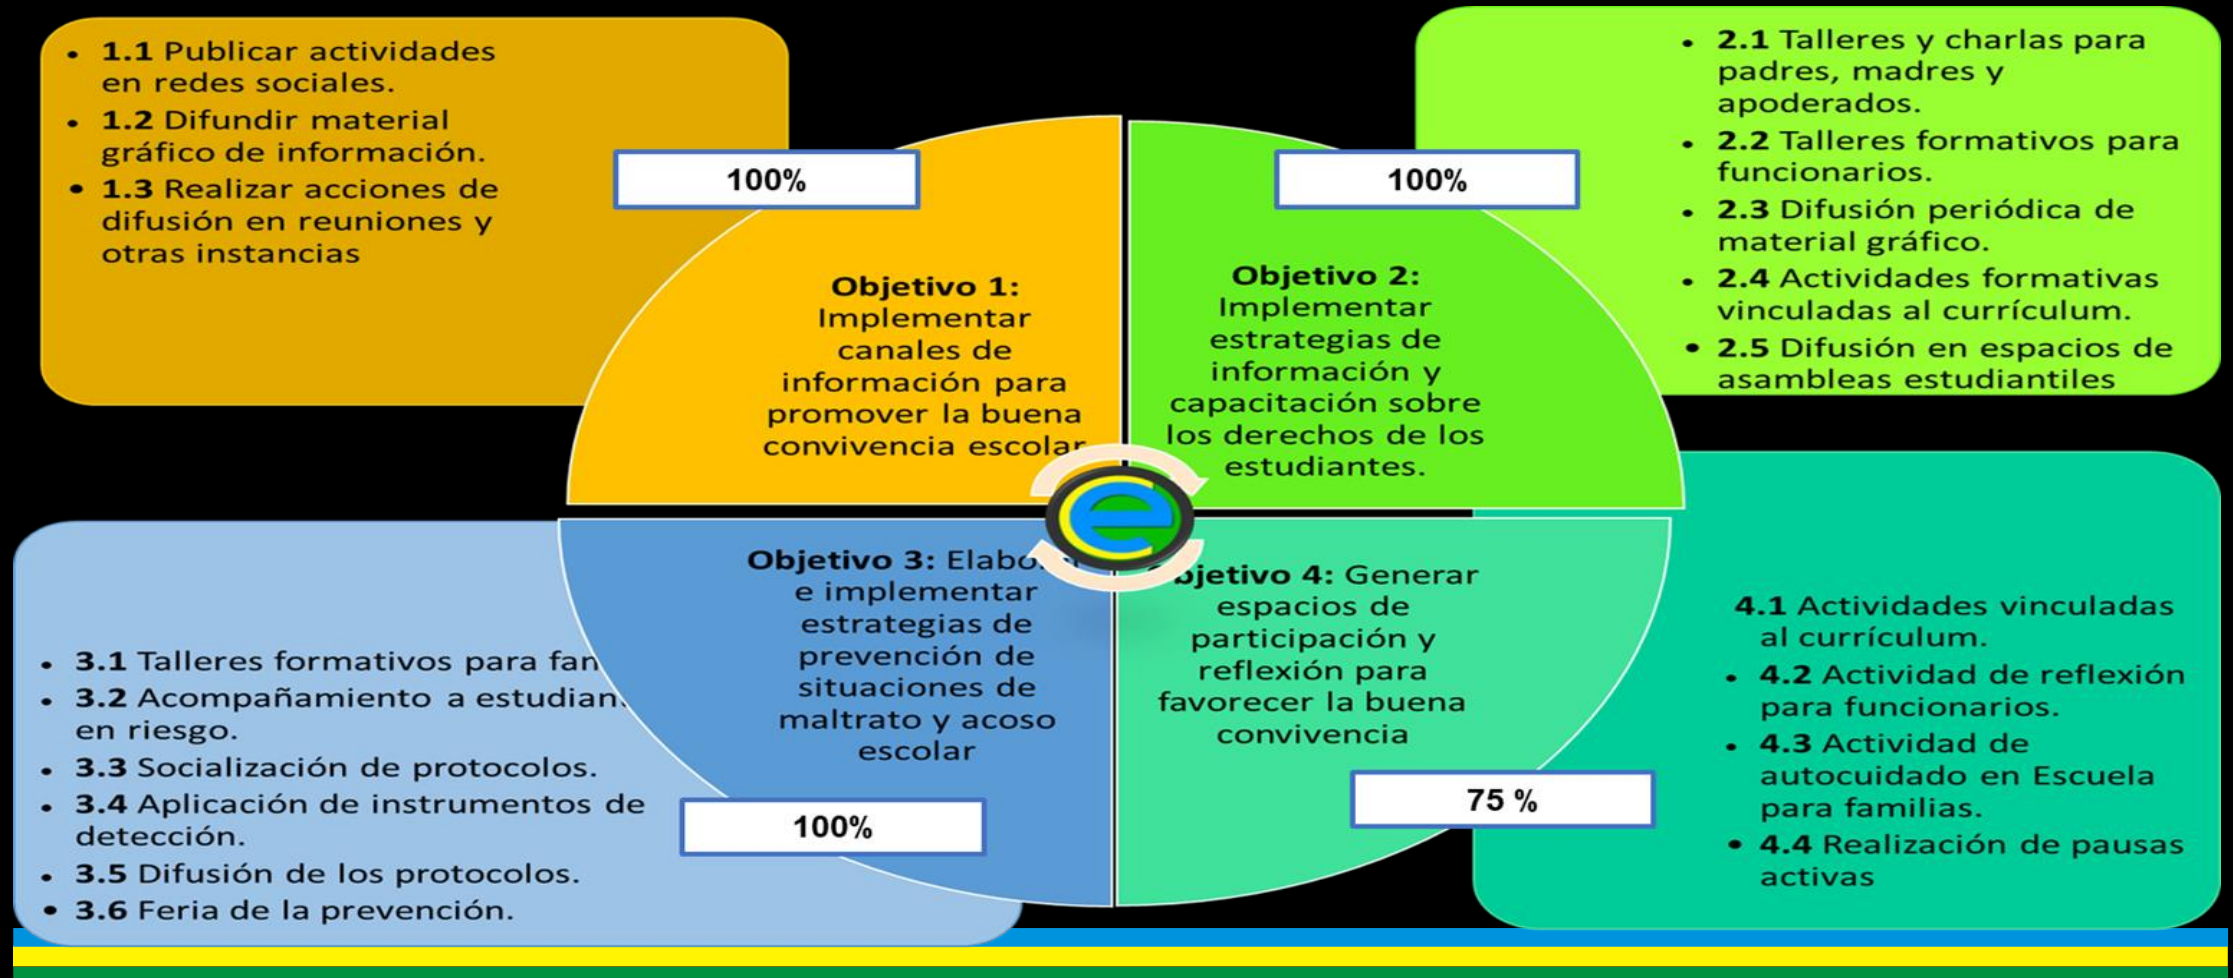 • 1.1 Publicar actividades
en redes sociales.
• 1.2 Difundir material
gráfico de información.
• 1.3 Realizar acciones de
difusión en reuniones y
otras instancias
100%
Objetivo 1:
Implementar
canales de
información para
promover la buena
convivencia escolar
• 2.1 Talleres y charlas para
padres, madres y
apoderados.
• 2.2 Talleres formativos para
funcionarios.
• 2.3 Difusión periódica de
material gráfico.
• 2.4 Actividades formativas
vinculadas al currículum.
• 2.5 Difusión en espacios de
asambleas estudiantiles
100%
Objetivo 2:
Implementar
estrategias de
información y
capacitación sobre
los derechos de los
estudiantes.
e
• 3.1 Talleres formativos para
• 3.2 Acompañamiento a
en riesgo.
• 3.3 Socialización de protocolos.
• 3.4 Aplicación de instrumentos de
detección.
• 3.5 Difusión de los protocolos.
• 3.6 Feria de la prevención.
Objetivo 3:
e implementar
estrategias de
prevención de
situaciones de
maltrato y acoso
escolar
100%
Objetivo 4: Generar
espacios de
participación y
reflexión para
favorecer la buena
convivencia
75 %
4.1 Actividades vinculadas
al currículum.
• 4.2 Actividad de reflexión
para funcionarios.
• 4.3 Actividad de
autocuidado en Escuela
para familias.
• 4.4 Realización de pausas
activas